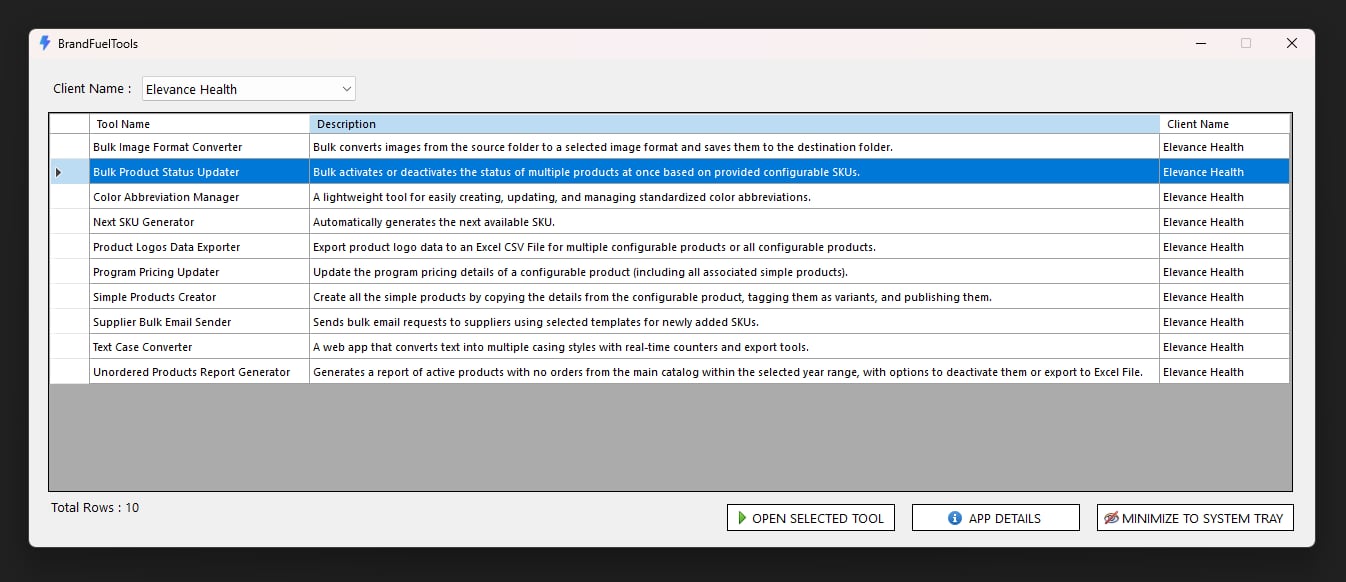 BrandFuelTools
Client Name : Elevance Health
Tool Name Description Client Name
Bulk Image Format Converter Bulk converts images from the source folder to a selected image format and saves them to the destination folder. Elevance Health
Bulk Product Status Updater Bulk activates or deactivates the status of multiple products at once based on provided configurable SKUs. Elevance Health
Color Abbreviation Manager A lightweight tool for easily creating, updating, and managing standardized color abbreviations. Elevance Health
Next SKU Generator Automatically generates the next available SKU. Elevance Health
Product Logos Data Exporter Export product logo data to an Excel CSV File for multiple configurable products or all configurable products. Elevance Health
Program Pricing Updater Update the program pricing details of a configurable product (including all associated simple products). Elevance Health
Simple Products Creator Create all the simple products by copying the details from the configurable product, tagging them as variants, and publishing them. Elevance Health
Supplier Bulk Email Sender Sends bulk email requests to suppliers using selected templates for newly added SKUs. Elevance Health
Text Case Converter A web app that converts text into multiple casing styles with real-time counters and export tools. Elevance Health
Unordered Products Report Generator Generates a report of active products with no orders from the main catalog within the selected year range, with options to deactivate them or export to Excel File. Elevance Health
Total Rows : 10
OPEN SELECTED TOOL APP DETAILS MINIMIZE TO SYSTEM TRAY